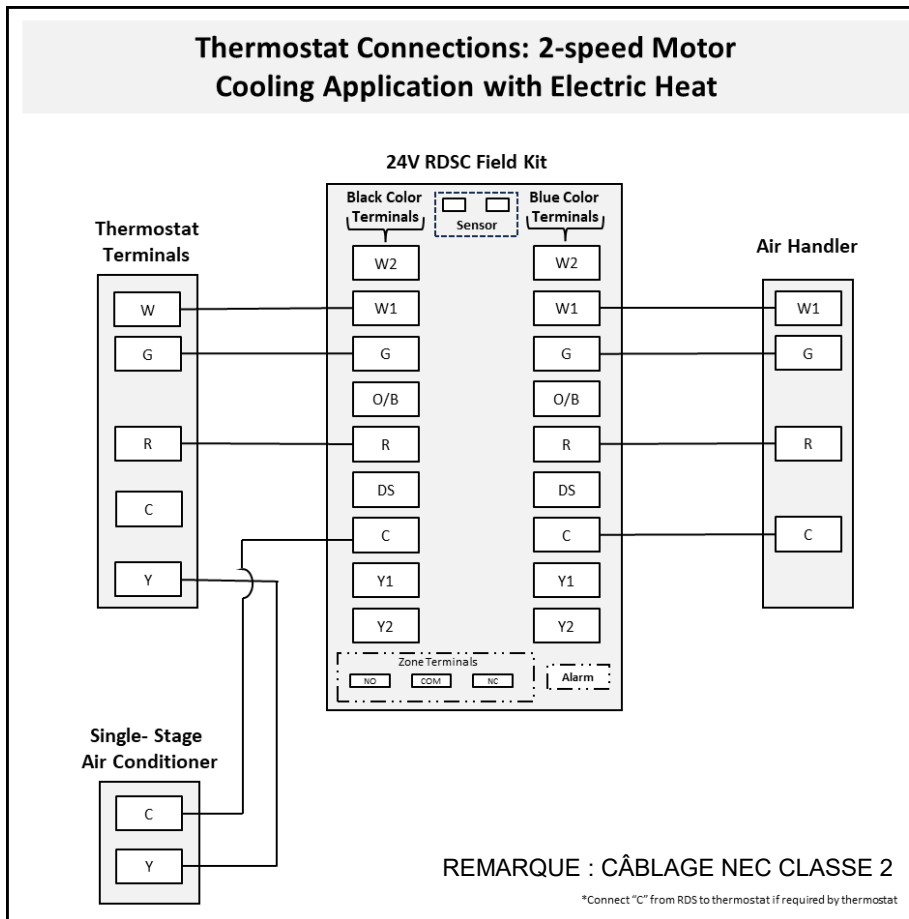 Thermostat Connections: 2-speed Motor
Cooling Application with Electric Heat
24V RDSC Field Kit
Black Color
Terminals
Sensor
Blue Color
Terminals
Thermostat
Terminals
W
G
R
C
Y
W2
W1
G
O/B
R
DS
C
Y1
Y2
W2
W1
G
O/B
R
DS
C
Y1
Y2
Air Handler
W1
G
R
C
Zone Terminals
NO
COM
NC
Alarm
Single- Stage
Air Conditioner
C
Y
REMARQUE : CÂBLAGE NEC CLASSE 2
*Connect “C” from RDS to thermostat if required by thermostat